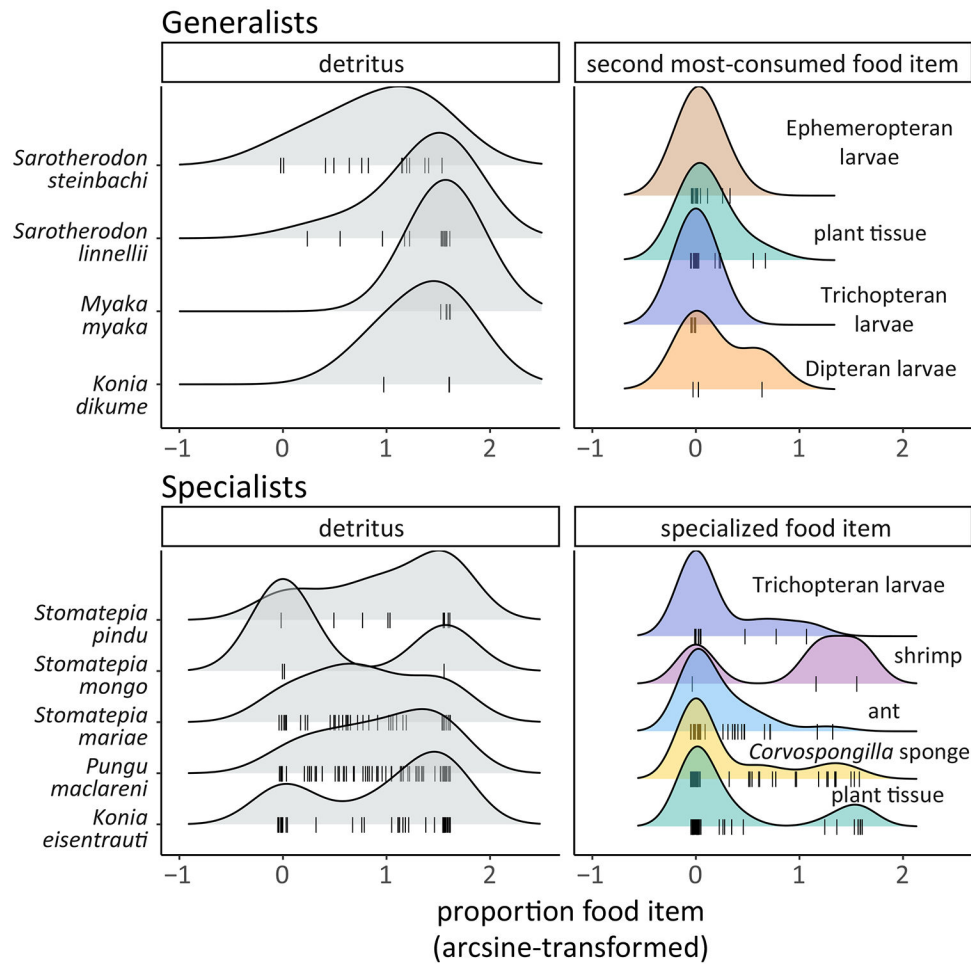 Generalists
detritus
second most-consumed food item
Sarotherodon
steinbachi
Sarotherodon
linnellii
Myaka
myaka
Konia
dikume
Ephemeropteran
larvae
plant tissue
Trichopteran
larvae
Dipteran larvae
−1 0 1 2
−1 0 1 2
Specialists
detritus
specialized food item
Stomatepia
pindu
Stomatepia
mongo
Stomatepia
mariae
Pungu
maclareni
Konia
eisentrauti
Trichopteran larvae
shrimp
ant
Corvospongilla sponge
plant tissue
−1 0 1 2
−1 0 1 2
proportion food item
(arcsine-transformed)